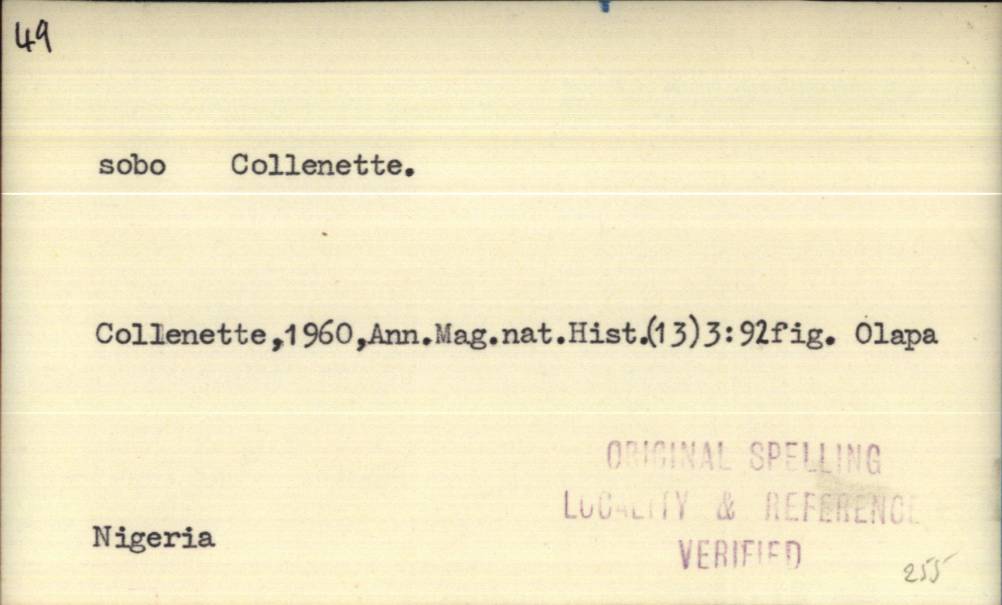 49
sobo Collenette.
Collenette,1960,Ann.Mag.nat.Hist.(13)3:92fig. Olapa
ORIGINAL SPELLING
LOCALITY & REFERENCE
Nigeria
VERIFIED
255